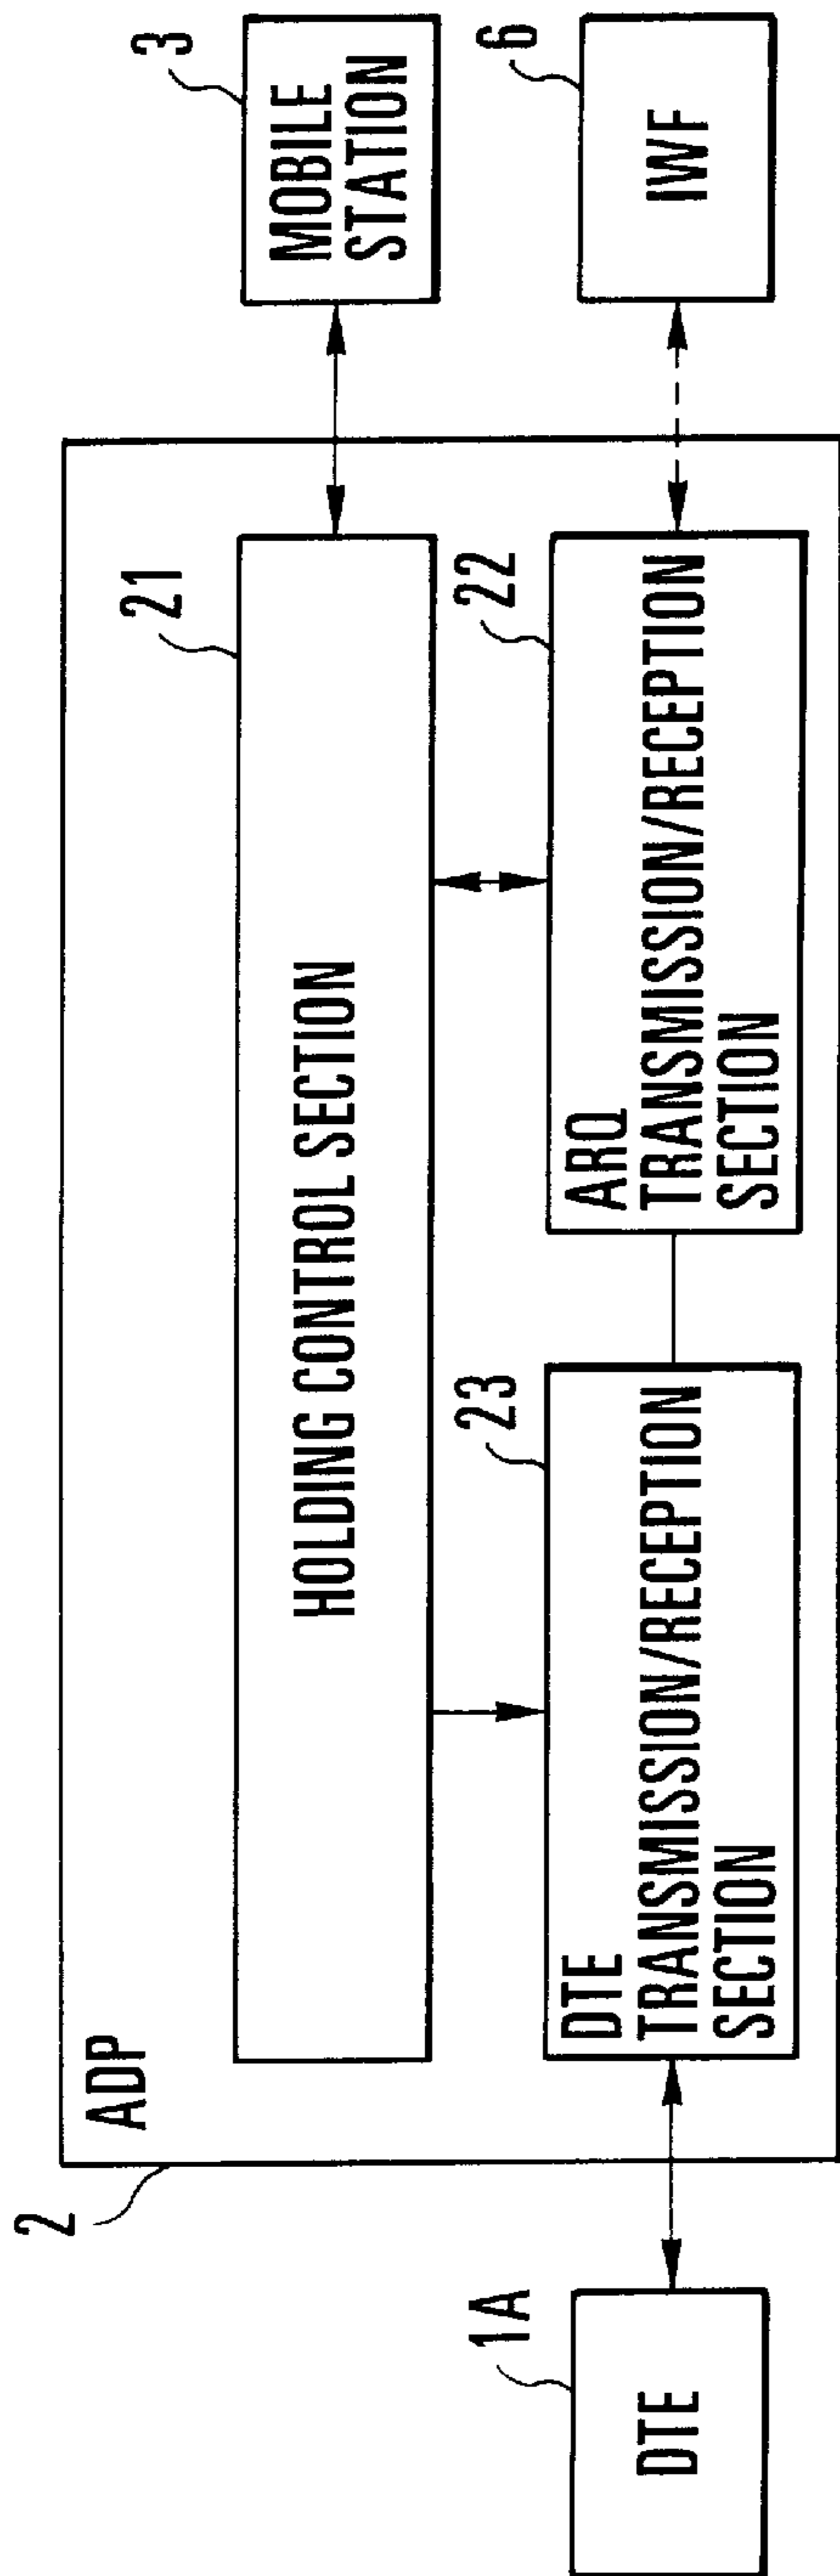 2
ADP
21
HOLDING CONTROL SECTION
3
MOBILE
STATION
1A
DTE
23
DTE
TRANSMISSION/RECEPTION
SECTION
22
ARQ
TRANSMISSION/RECEPTION
SECTION
6
IWF